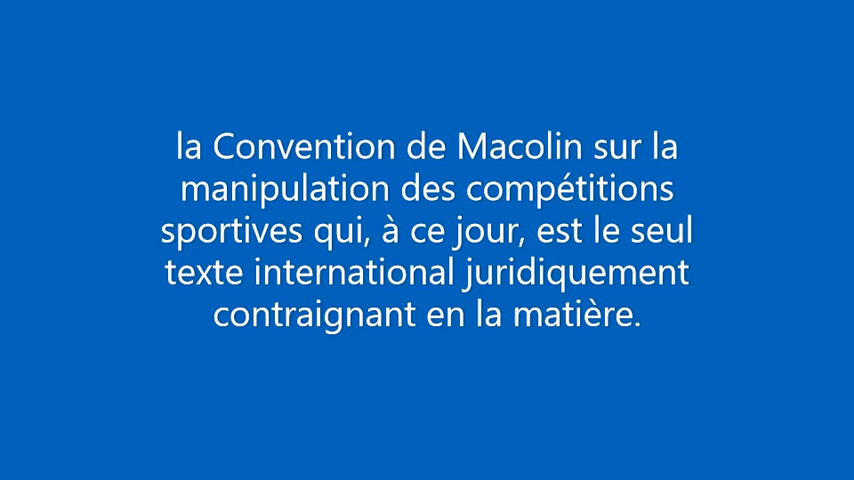 la Convention de Macolin sur la
manipulation des compétitions
sportives qui, à ce jour, est le seul
texte international juridiquement
contraignant en la matière.